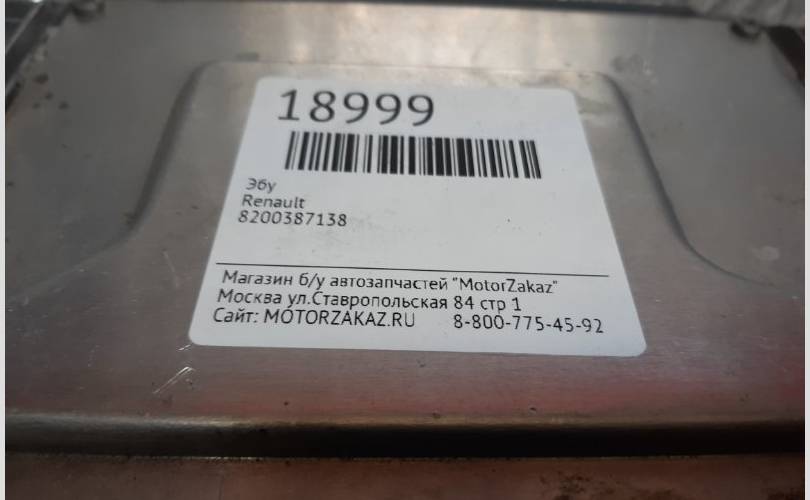 18999
Эбу
Renault
8200387138
Магазин б/у автозапчастей "MotorZakaz"
Москва ул.Ставропольская 84 стр 1
Сайт: MOTORZAKAZ.RU 8-800-775-45-92